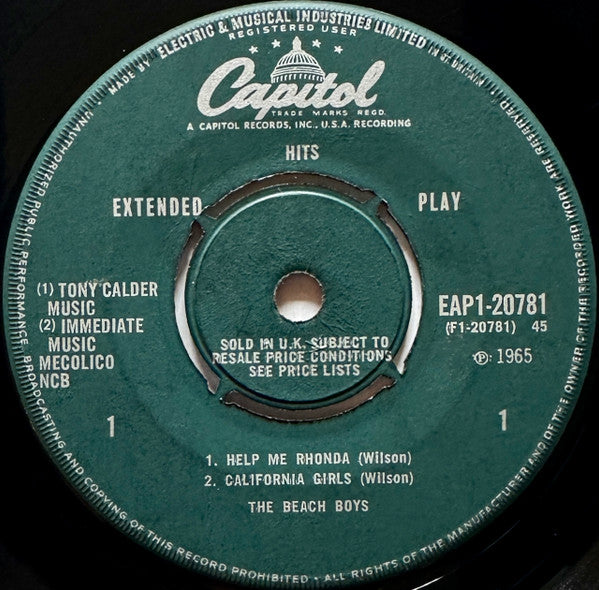 MADE BY ELECTRIC & MUSICAL INDUSTRIES LIMITED IN GT. BRITAIN
REGISTERED USER
Capitol
TRADE MARKS REGD.
A CAPITOL RECORDS, INC., U.S.A. RECORDING
HITS
EXTENDED PLAY
(1) TONY CALDER
MUSIC
(2) IMMEDIATE
MUSIC
MECOLICO
NCB
EAP1-20781
(F1-20781) 45
℗ 1965
SOLD IN U.K. SUBJECT TO
RESALE PRICE CONDITIONS
SEE PRICE LISTS
1 1
1. HELP ME RHONDA (Wilson)
2. CALIFORNIA GIRLS (Wilson)
THE BEACH BOYS
ALL RIGHTS OF THE MANUFACTURER AND OF THE OWNER OF THE RECORDED WORK ARE RESERVED
UNAUTHORIZED PUBLIC PERFORMANCE, BROADCASTING AND COPYING OF THIS RECORD PROHIBITED